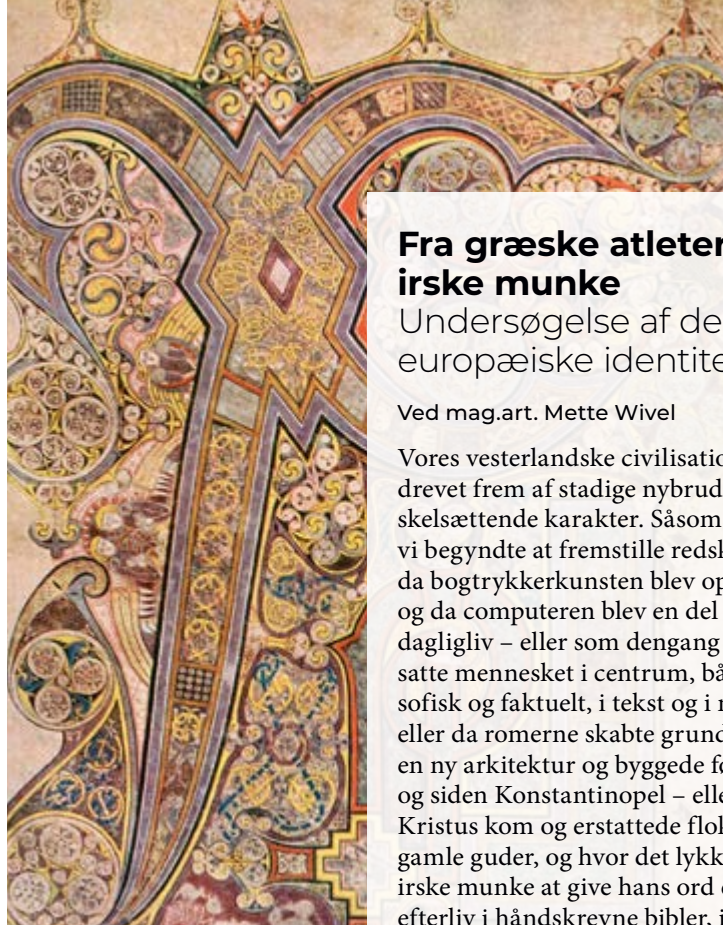 Fra græske atleter
irske munke
Undersøgelse af de
europæiske identite
Ved mag.art. Mette Wivel
Vores vesterlandske civilisatio
drevet frem af stadige nybrud
skelsættende karakter. Såsom
vi begyndte at fremstille redsk
da bogtrykkerkunsten blev op
og da computeren blev en del
dagligliv – eller som dengang
satte mennesket i centrum, bå
sofisk og faktuelt, i tekst og i
eller da romerne skabte grund
en ny arkitektur og byggede
og siden Konstantinopel – elle
Kristus kom og erstattede flok
gamle guder, og hvor det lykk
irske munke at give hans ord
efterliv i håndskrevne bibler, i